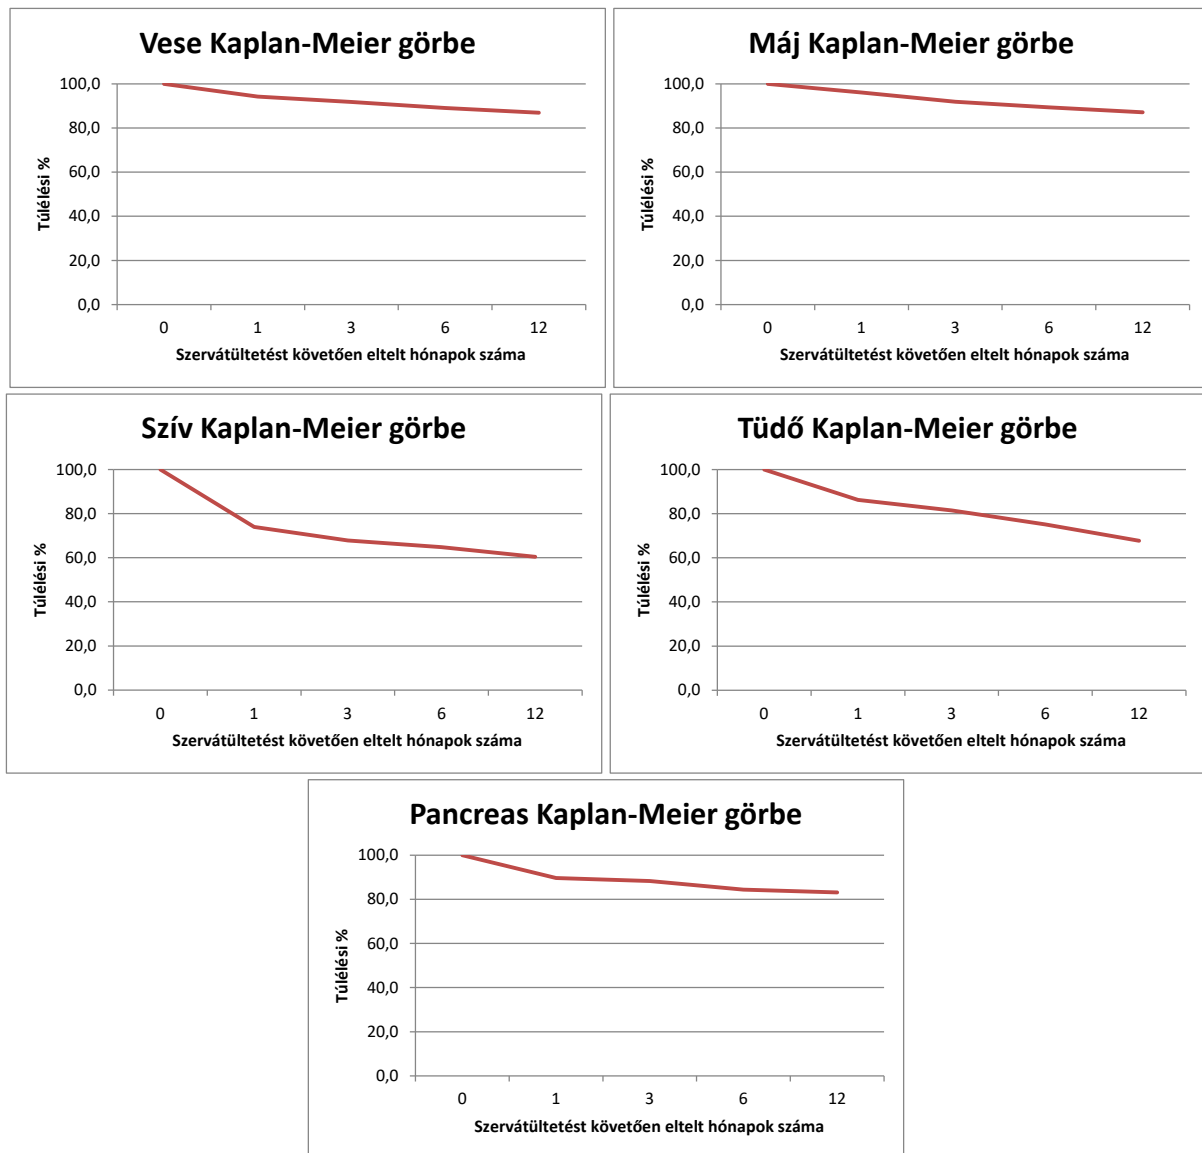 Vese Kaplan-Meier görbe
Túlélési %
100,0
80,0
60,0
40,0
20,0
0,0
0 1 3 6 12
Szervátültetést követően eltelt hónapok száma
Máj Kaplan-Meier görbe
Túlélési %
100,0
80,0
60,0
40,0
20,0
0,0
0 1 3 6 12
Szervátültetést követően eltelt hónapok száma
Szív Kaplan-Meier görbe
Túlélési %
100,0
80,0
60,0
40,0
20,0
0,0
0 1 3 6 12
Szervátültetést követően eltelt hónapok száma
Tüdő Kaplan-Meier görbe
Túlélési %
100,0
80,0
60,0
40,0
20,0
0,0
0 1 3 6 12
Szervátültetést követően eltelt hónapok száma
Pancreas Kaplan-Meier görbe
Túlélési %
100,0
80,0
60,0
40,0
20,0
0,0
0 1 3 6 12
Szervátültetést követően eltelt hónapok száma